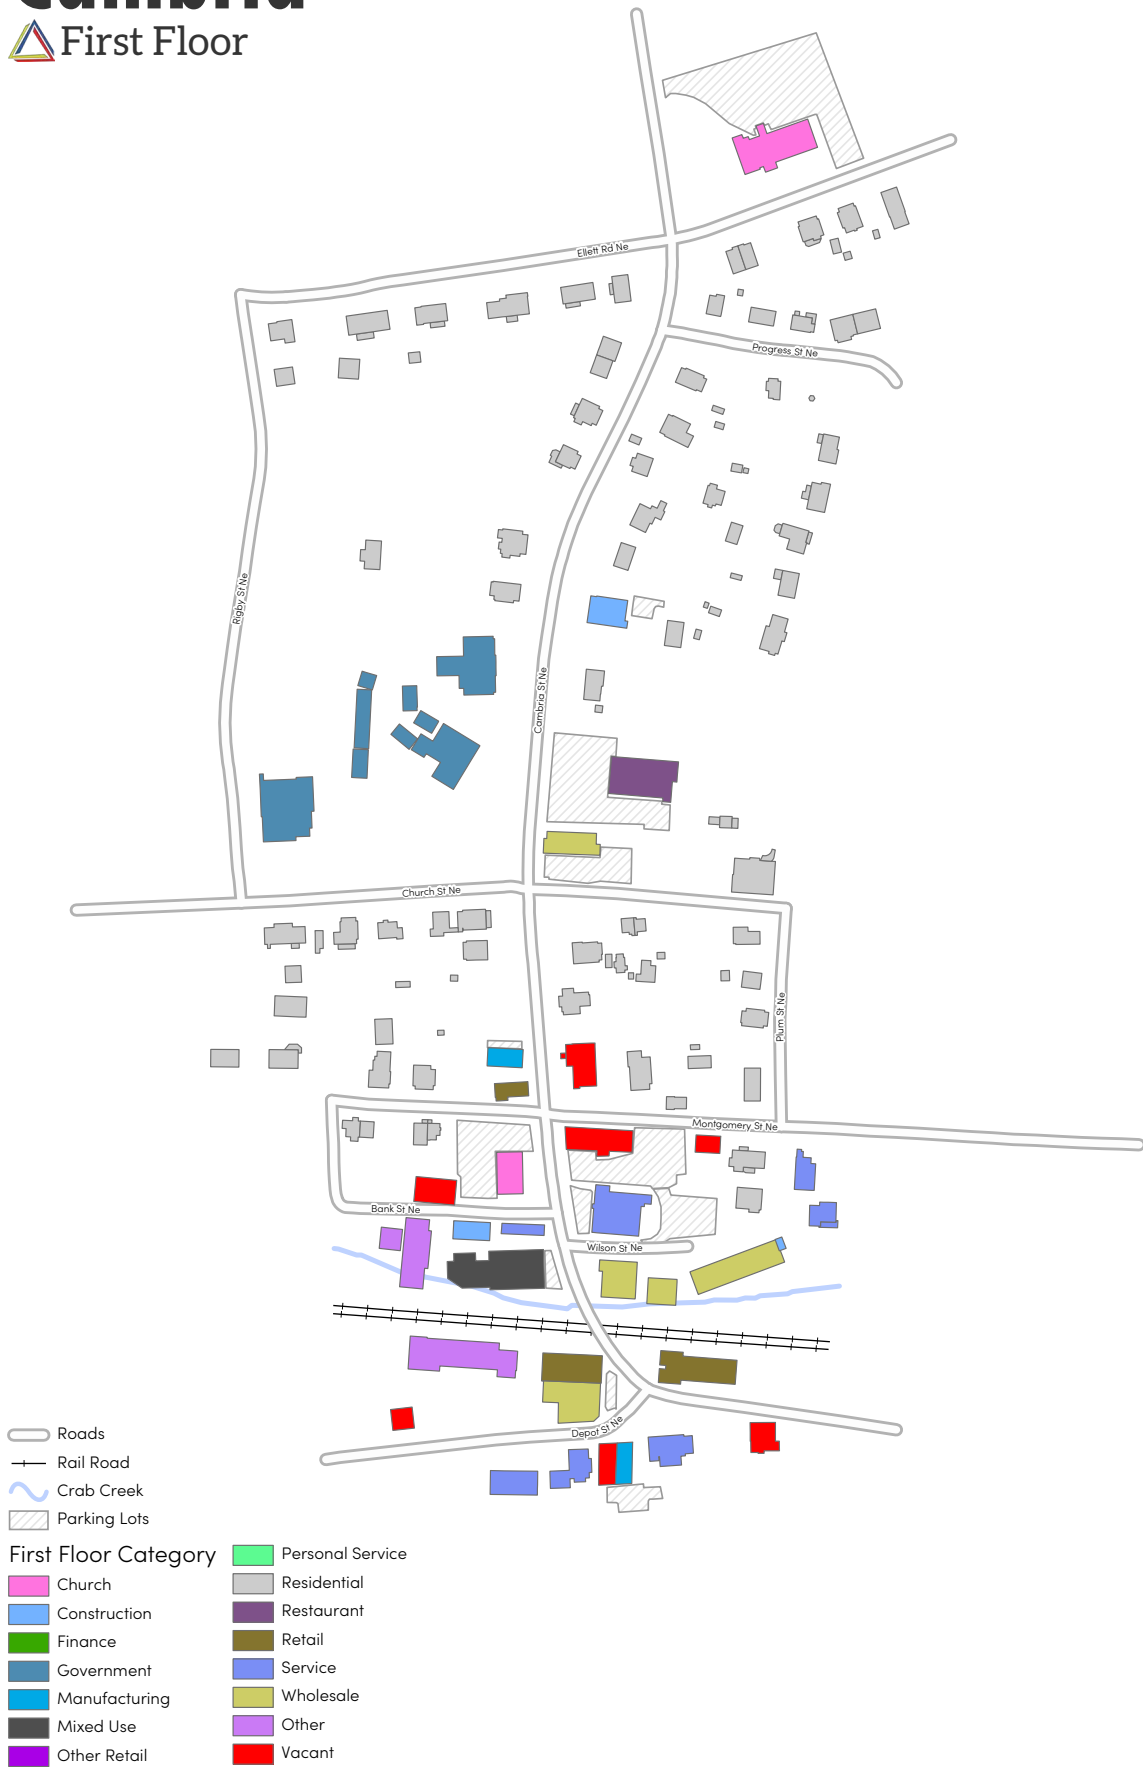 Cambria
First Floor
Ellett Rd Ne
Progress St Ne
Rigby St Ne
Cambria St Ne
Church St Ne
Plum St Ne
Montgomery St Ne
Bank St Ne
Wilson St Ne
Depot St Ne
Roads
Rail Road
Crab Creek
Parking Lots
First Floor Category
Church
Construction
Finance
Government
Manufacturing
Mixed Use
Other Retail
Personal Service
Residential
Restaurant
Retail
Service
Wholesale
Other
Vacant